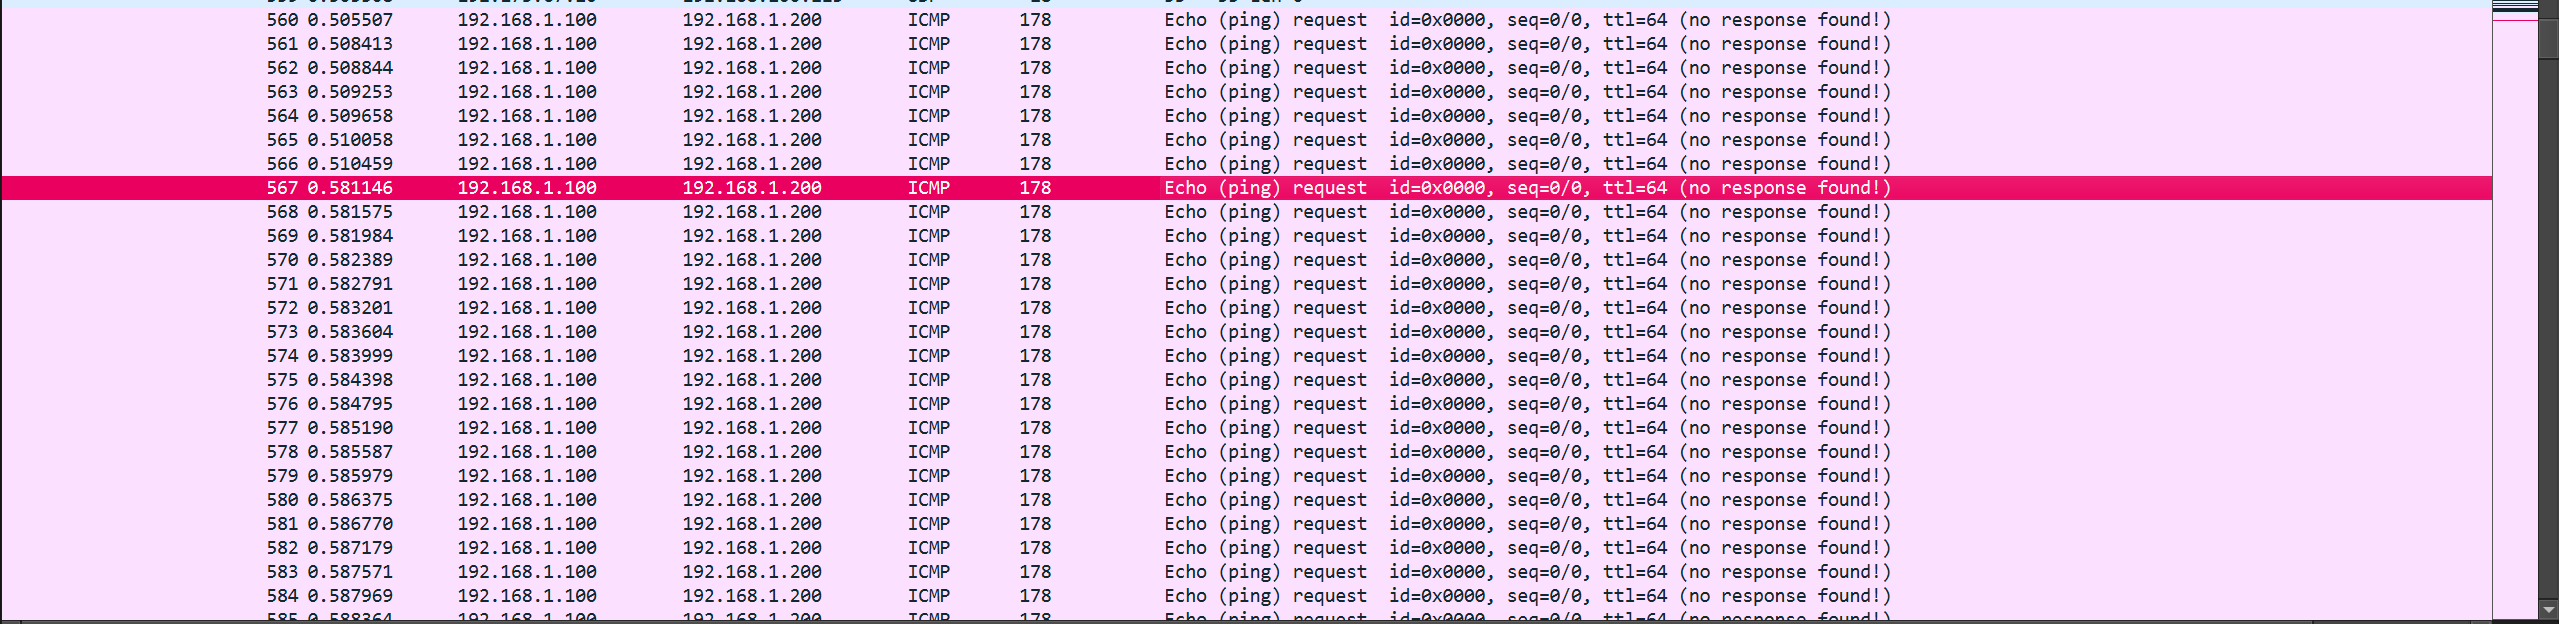 560 0.505507 192.168.1.100 192.168.1.200 ICMP 178 Echo (ping) request id=0x0000, seq=0/0, ttl=64 (no response found!)
561 0.508413 192.168.1.100 192.168.1.200 ICMP 178 Echo (ping) request id=0x0000, seq=0/0, ttl=64 (no response found!)
562 0.508844 192.168.1.100 192.168.1.200 ICMP 178 Echo (ping) request id=0x0000, seq=0/0, ttl=64 (no response found!)
563 0.509253 192.168.1.100 192.168.1.200 ICMP 178 Echo (ping) request id=0x0000, seq=0/0, ttl=64 (no response found!)
564 0.509658 192.168.1.100 192.168.1.200 ICMP 178 Echo (ping) request id=0x0000, seq=0/0, ttl=64 (no response found!)
565 0.510058 192.168.1.100 192.168.1.200 ICMP 178 Echo (ping) request id=0x0000, seq=0/0, ttl=64 (no response found!)
566 0.510459 192.168.1.100 192.168.1.200 ICMP 178 Echo (ping) request id=0x0000, seq=0/0, ttl=64 (no response found!)
567 0.581146 192.168.1.100 192.168.1.200 ICMP 178 Echo (ping) request id=0x0000, seq=0/0, ttl=64 (no response found!)
568 0.581575 192.168.1.100 192.168.1.200 ICMP 178 Echo (ping) request id=0x0000, seq=0/0, ttl=64 (no response found!)
569 0.581984 192.168.1.100 192.168.1.200 ICMP 178 Echo (ping) request id=0x0000, seq=0/0, ttl=64 (no response found!)
570 0.582389 192.168.1.100 192.168.1.200 ICMP 178 Echo (ping) request id=0x0000, seq=0/0, ttl=64 (no response found!)
571 0.582791 192.168.1.100 192.168.1.200 ICMP 178 Echo (ping) request id=0x0000, seq=0/0, ttl=64 (no response found!)
572 0.583201 192.168.1.100 192.168.1.200 ICMP 178 Echo (ping) request id=0x0000, seq=0/0, ttl=64 (no response found!)
573 0.583604 192.168.1.100 192.168.1.200 ICMP 178 Echo (ping) request id=0x0000, seq=0/0, ttl=64 (no response found!)
574 0.583999 192.168.1.100 192.168.1.200 ICMP 178 Echo (ping) request id=0x0000, seq=0/0, ttl=64 (no response found!)
575 0.584398 192.168.1.100 192.168.1.200 ICMP 178 Echo (ping) request id=0x0000, seq=0/0, ttl=64 (no response found!)
576 0.584795 192.168.1.100 192.168.1.200 ICMP 178 Echo (ping) request id=0x0000, seq=0/0, ttl=64 (no response found!)
577 0.585190 192.168.1.100 192.168.1.200 ICMP 178 Echo (ping) request id=0x0000, seq=0/0, ttl=64 (no response found!)
578 0.585587 192.168.1.100 192.168.1.200 ICMP 178 Echo (ping) request id=0x0000, seq=0/0, ttl=64 (no response found!)
579 0.585979 192.168.1.100 192.168.1.200 ICMP 178 Echo (ping) request id=0x0000, seq=0/0, ttl=64 (no response found!)
580 0.586375 192.168.1.100 192.168.1.200 ICMP 178 Echo (ping) request id=0x0000, seq=0/0, ttl=64 (no response found!)
581 0.586770 192.168.1.100 192.168.1.200 ICMP 178 Echo (ping) request id=0x0000, seq=0/0, ttl=64 (no response found!)
582 0.587179 192.168.1.100 192.168.1.200 ICMP 178 Echo (ping) request id=0x0000, seq=0/0, ttl=64 (no response found!)
583 0.587571 192.168.1.100 192.168.1.200 ICMP 178 Echo (ping) request id=0x0000, seq=0/0, ttl=64 (no response found!)
584 0.587969 192.168.1.100 192.168.1.200 ICMP 178 Echo (ping) request id=0x0000, seq=0/0, ttl=64 (no response found!)
585 0.588364 192.168.1.100 192.168.1.200 ICMP 178 Echo (ping) request id=0x0000, seq=0/0, ttl=64 (no response found!)